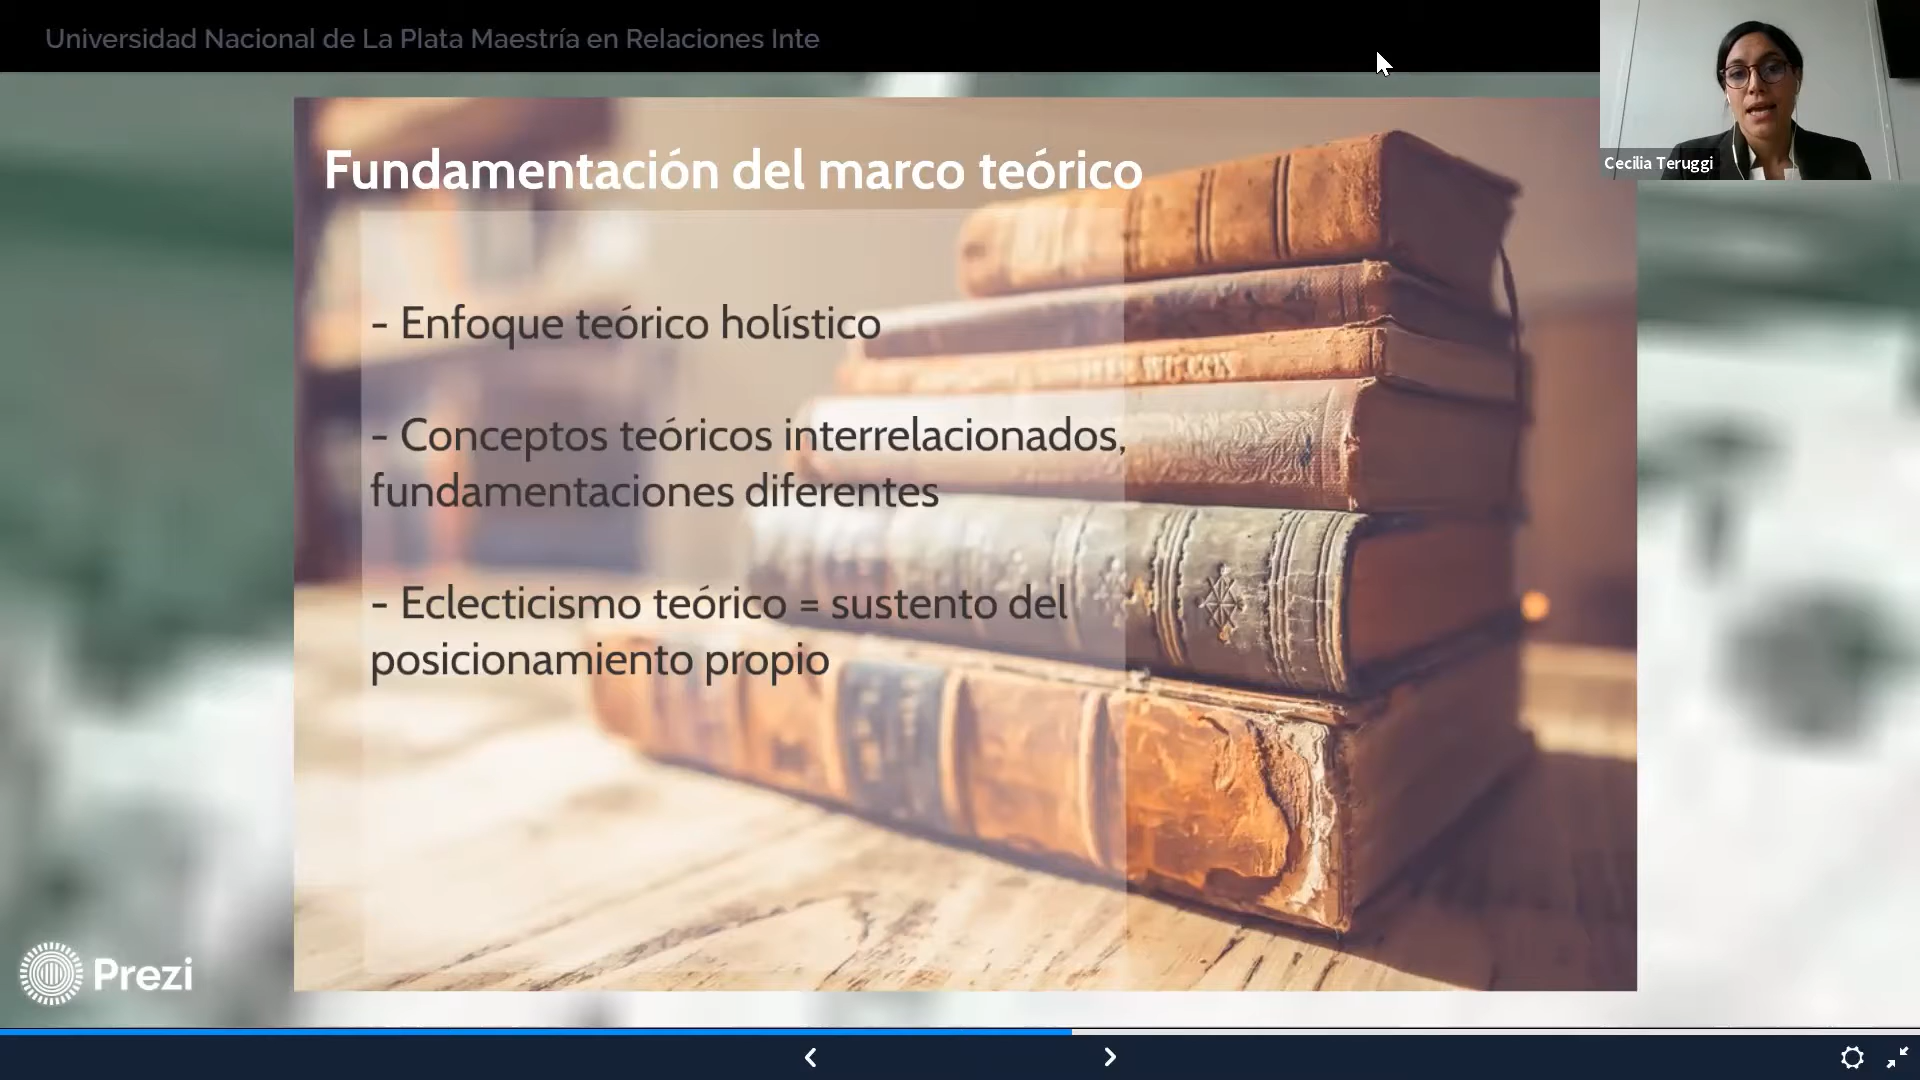 Universidad Nacional de La Plata Maestría en Relaciones Inte
Cecilia Teruggi
Fundamentación del marco teórico
- Enfoque teórico holístico
- Conceptos teóricos interrelacionados,
fundamentaciones diferentes
- Eclecticismo teórico = sustento del
posicionamiento propio
Prezi